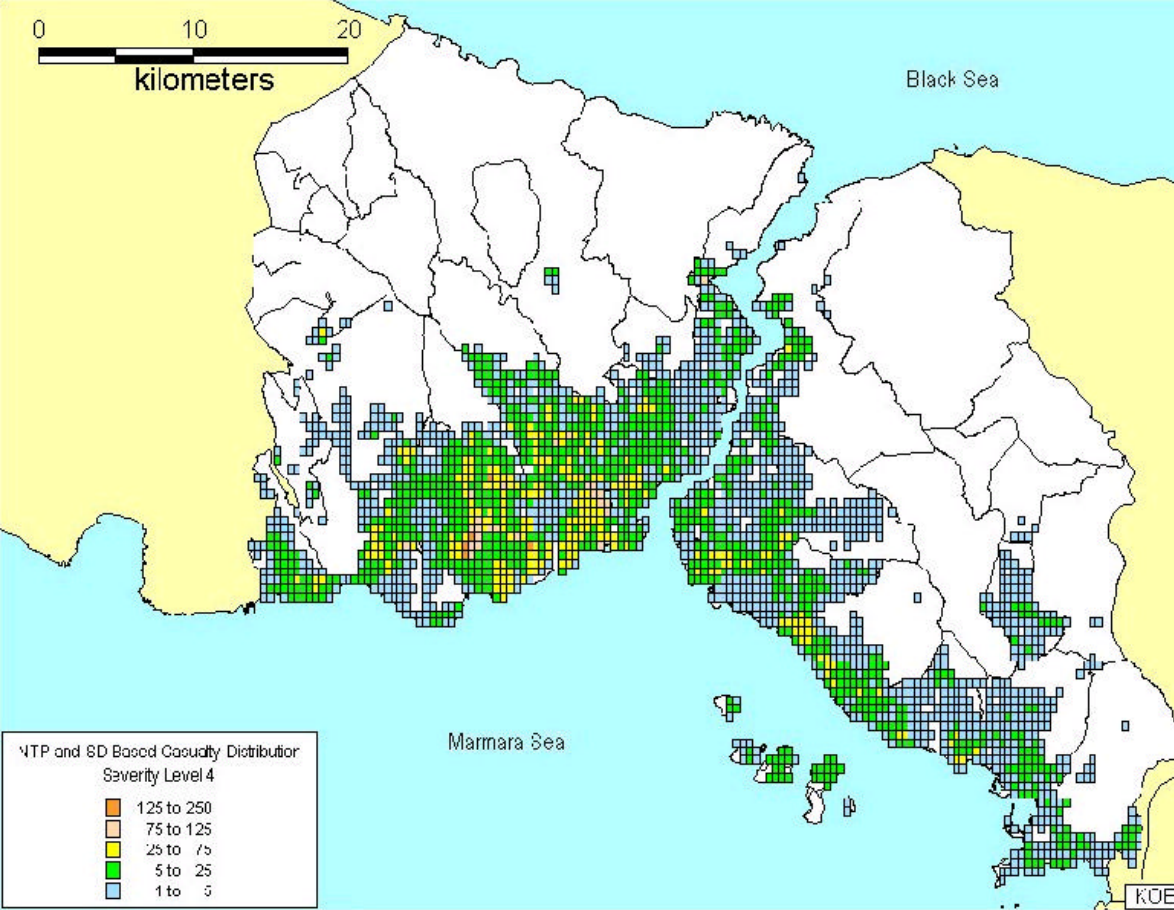 0 10 20
kilometers
Black Sea
Marmara Sea
NTP and SD Based Casualty Distribution
Severity Level 4
125 to 250
75 to 125
25 to 75
5 to 25
1 to 5
KOE